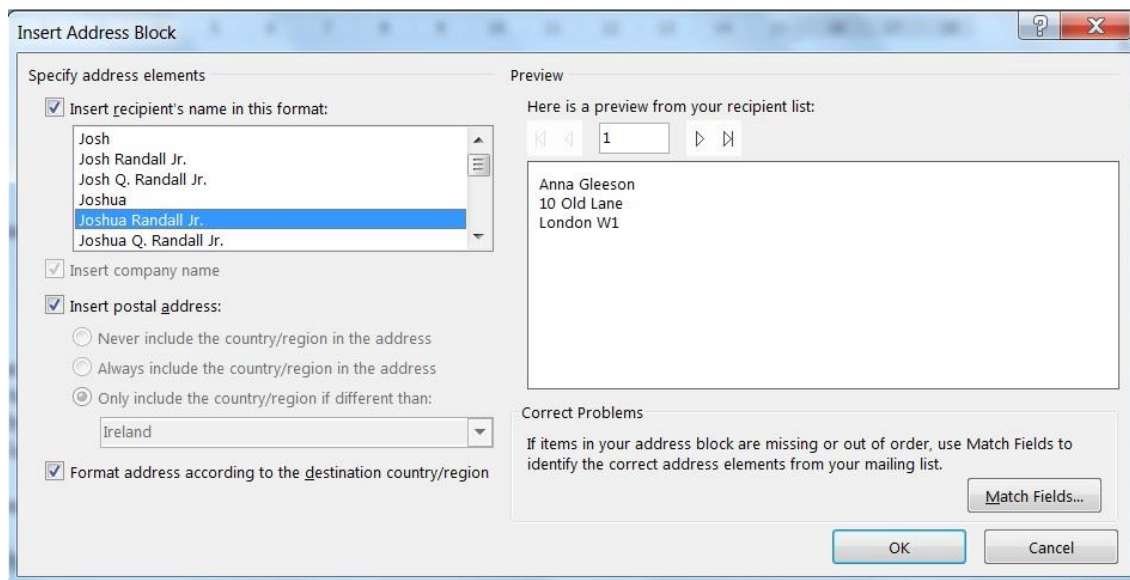 Insert Address Block
Specify address elements
Insert recipient's name in this format:
Josh
Josh Randall Jr.
Josh Q. Randall Jr.
Joshua
Joshua Randall Jr.
Joshua Q. Randall Jr.
Insert company name
Insert postal address:
Never include the country/region in the address
Always include the country/region in the address
Only include the country/region if different than:
Ireland
Format address according to the destination country/region
Preview
Here is a preview from your recipient list:
1
Anna Gleeson
10 Old Lane
London W1
Correct Problems
If items in your address block are missing or out of order, use Match Fields to
identify the correct address elements from your mailing list.
Match Fields...
OK
Cancel